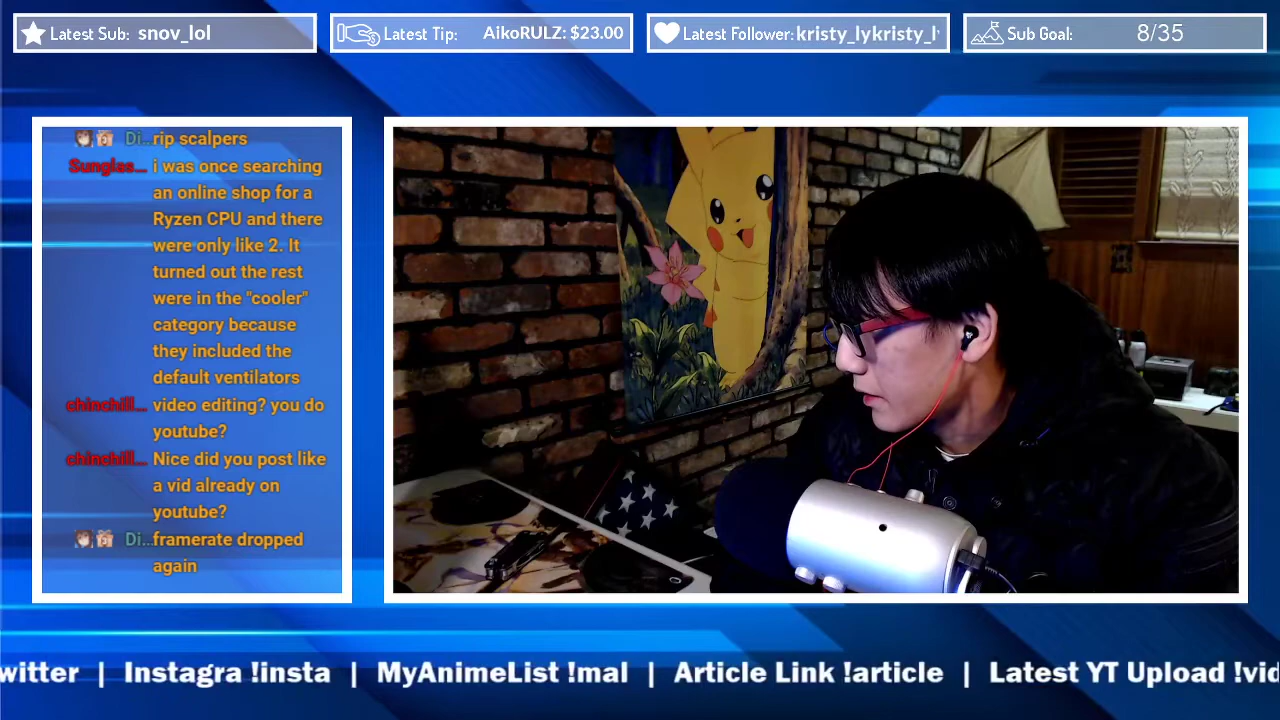 Latest Sub: snov_lol
Latest Tip: AikoRULZ: $23.00
Latest Follower: kristy_lykristy_l
Sub Goal: 8/35
Di... rip scalpers
Sunglas... i was once searching
an online shop for a
Ryzen CPU and there
were only like 2. It
turned out the rest
were in the "cooler"
category because
they included the
default ventilators
chinchill... video editing? you do
youtube?
chinchill... Nice did you post like
a vid already on
youtube?
Di... framerate dropped
again
witter | Instagra !insta | MyAnimeList !mal | Article Link !article | Latest YT Upload !vid